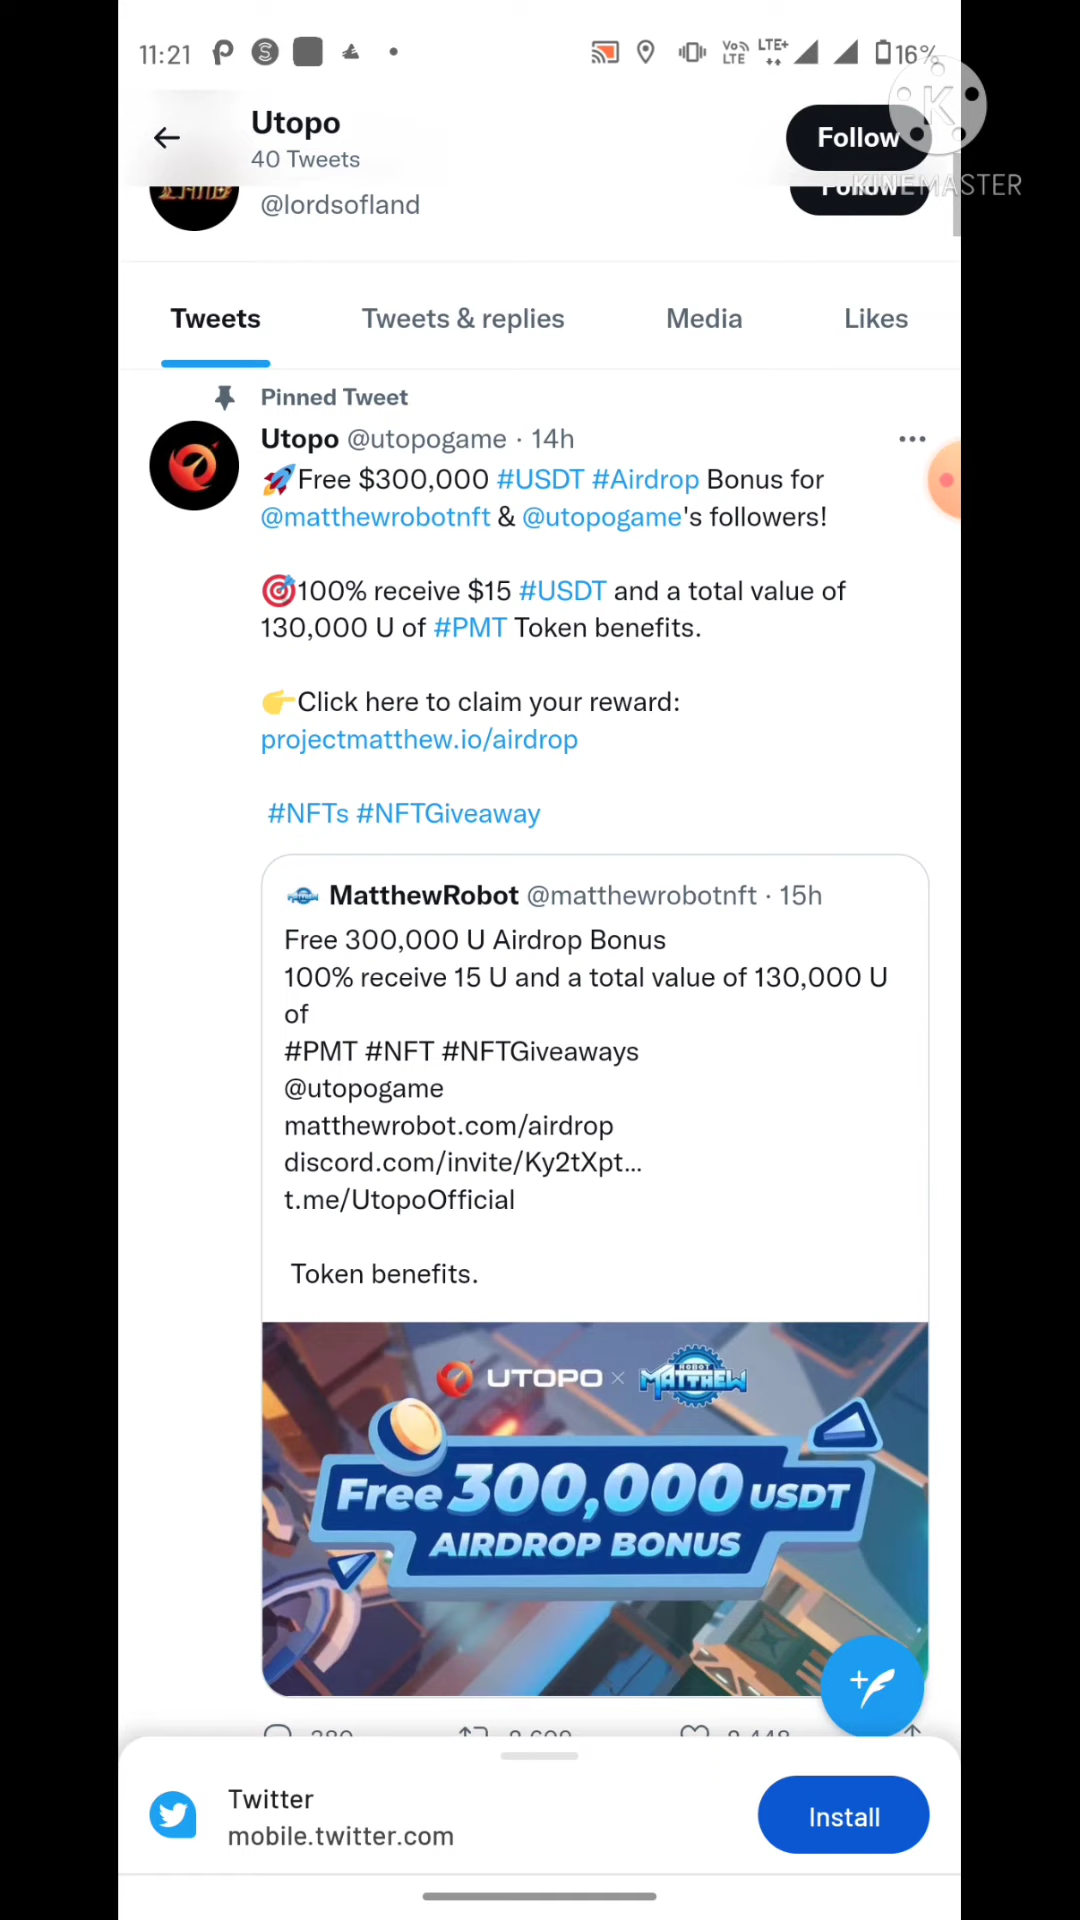 11:21
Vo LTE
LTE+
16%
KINEMASTER
Utopo
40 Tweets
Follow
@lordsofland
Tweets
Tweets & replies
Media
Likes
Pinned Tweet
Utopo @utopogame · 14h
🚀Free $300,000 #USDT #Airdrop Bonus for
@matthewrobotnft & @utopogame's followers!
🎯100% receive $15 #USDT and a total value of
130,000 U of #PMT Token benefits.
👉Click here to claim your reward:
projectmatthew.io/airdrop
#NFTs #NFTGiveaway
MatthewRobot @matthewrobotnft · 15h
Free 300,000 U Airdrop Bonus
100% receive 15 U and a total value of 130,000 U
of
#PMT #NFT #NFTGiveaways
@utopogame
matthewrobot.com/airdrop
discord.com/invite/Ky2tXpt...
t.me/UtopoOfficial
Token benefits.
UTOPO × ROBOT MATTHEW
Free 300,000 USDT
AIRDROP BONUS
Twitter
mobile.twitter.com
Install